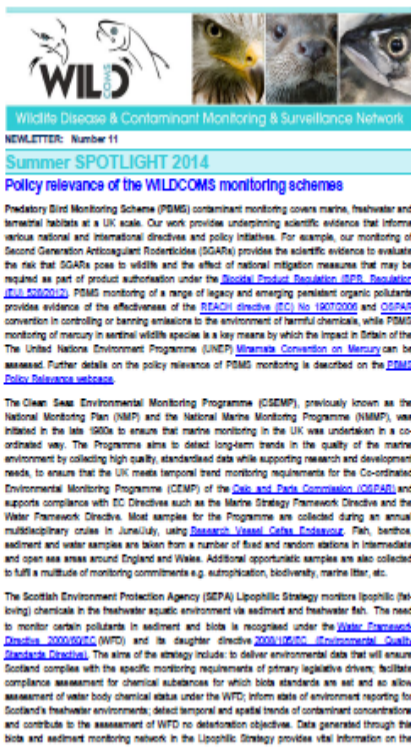 WILD
COMS
Wildlife Disease & Contaminant Monitoring & Surveillance Network
NEWLETTER: Number 11
Summer SPOTLIGHT 2014
Policy relevance of the WILDCOMS monitoring schemes
Predatory Bird Monitoring Scheme (PBMS) contaminant monitoring covers marine, freshwater and
terrestrial habitats at a UK scale. Our work provides underpinning scientific evidence that informs
various national and international directives and policy initiatives. For example, our monitoring of
Second Generation Anticoagulant Rodenticides (SGARs) provides the scientific evidence to evaluate
the risk that SGARs pose to wildlife and the effect of national mitigation measures that may be
required as part of product authorisation under the Biocidal Product Regulation (BPR, Regulation
(EU) 528/2012). PBMS monitoring of a range of legacy and emerging persistent organic pollutants
provides evidence of the effectiveness of the REACH directive (EC) No 1907/2006 and OSPAR
convention in controlling or banning emissions to the environment of harmful chemicals, while PBMS
monitoring of mercury in sentinel wildlife species is a key means by which the impact in Britain of the
The United Nations Environment Programme (UNEP) Minamata Convention on Mercury can be
assessed. Further details on the policy relevance of PBMS monitoring is described on the PBMS
Policy Relevance webpage.
The Clean Seas Environmental Monitoring Programme (CSEMP), previously known as the
National Monitoring Plan (NMP) and the National Marine Monitoring Programme (NMMP), was
initiated in the late 1980s to ensure that marine monitoring in the UK was undertaken in a co-
ordinated way. The Programme aims to detect long-term trends in the quality of the marine
environment by collecting high quality, standardised data while supporting research and development
needs, to ensure that the UK meets temporal trend monitoring requirements for the Co-ordinated
Environmental Monitoring Programme (CEMP) of the Oslo and Paris Commission (OSPAR) and
supports compliance with EC Directives such as the Marine Strategy Framework Directive and the
Water Framework Directive. Most samples for the Programme are collected during an annual
multidisciplinary cruise in June/July, using Research Vessel Cefas Endeavour. Fish, benthos,
sediment and water samples are taken from a number of fixed and random stations in intermediate
and open sea areas around England and Wales. Additional opportunistic samples are also collected
to fulfil a multitude of monitoring commitments e.g. eutrophication, biodiversity, marine litter, etc.
The Scottish Environment Protection Agency (SEPA) Lipophilic Strategy monitors lipophilic (fat-
loving) chemicals in the freshwater aquatic environment via sediment and freshwater fish. The need
to monitor certain pollutants in sediment and biota is recognised under the Water Framework
Directive 2000/60/EC (WFD) and its daughter directive 2008/105/EC (Environmental Quality
Standards Directive). The aims of the strategy include: to deliver environmental data that will ensure
Scotland complies with the specific monitoring requirements of primary legislative drivers; facilitate
compliance assessment for chemical substances for which biota standards are set and so allow
assessment of water body chemical status under the WFD; inform state of environment reporting for
Scotland's freshwater environments; detect temporal and spatial trends of contaminant concentrations
and contribute to the assessment of WFD no deterioration objectives. Data generated through the
biota and sediment monitoring network in the Lipophilic Strategy provides vital information on the